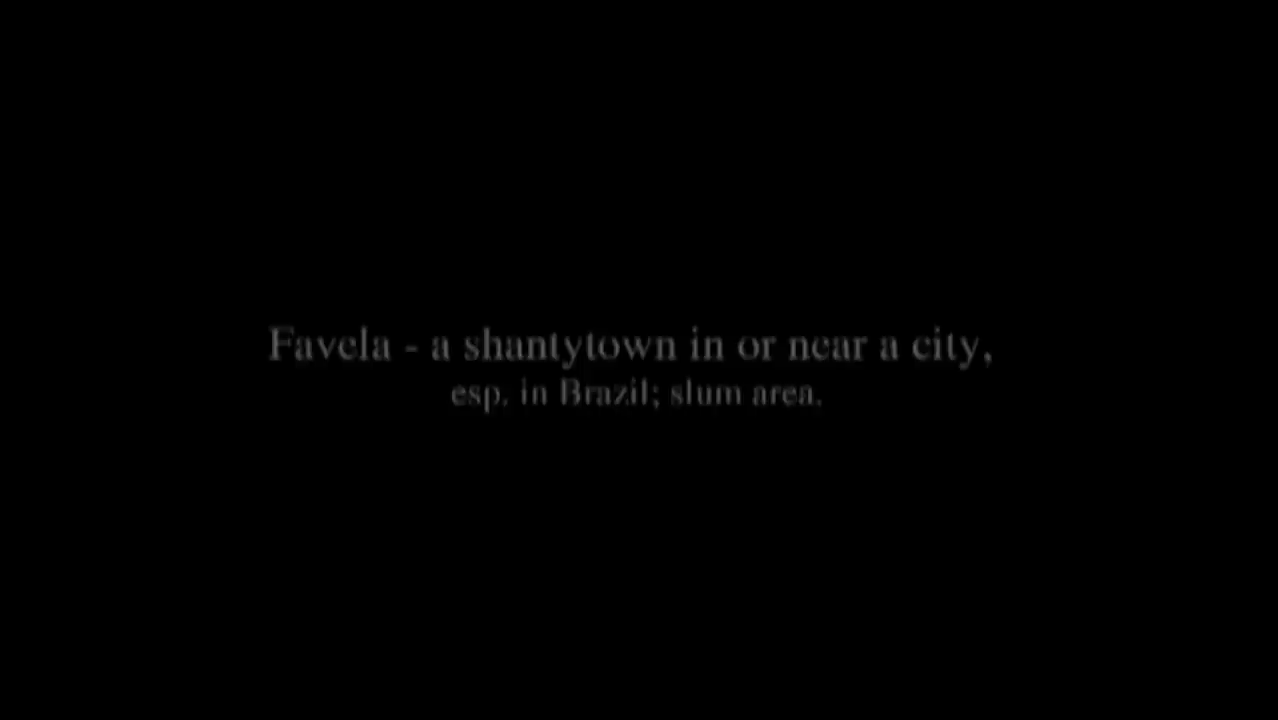 Favela - a shantytown in or near a city,
esp. in Brazil; slum area.